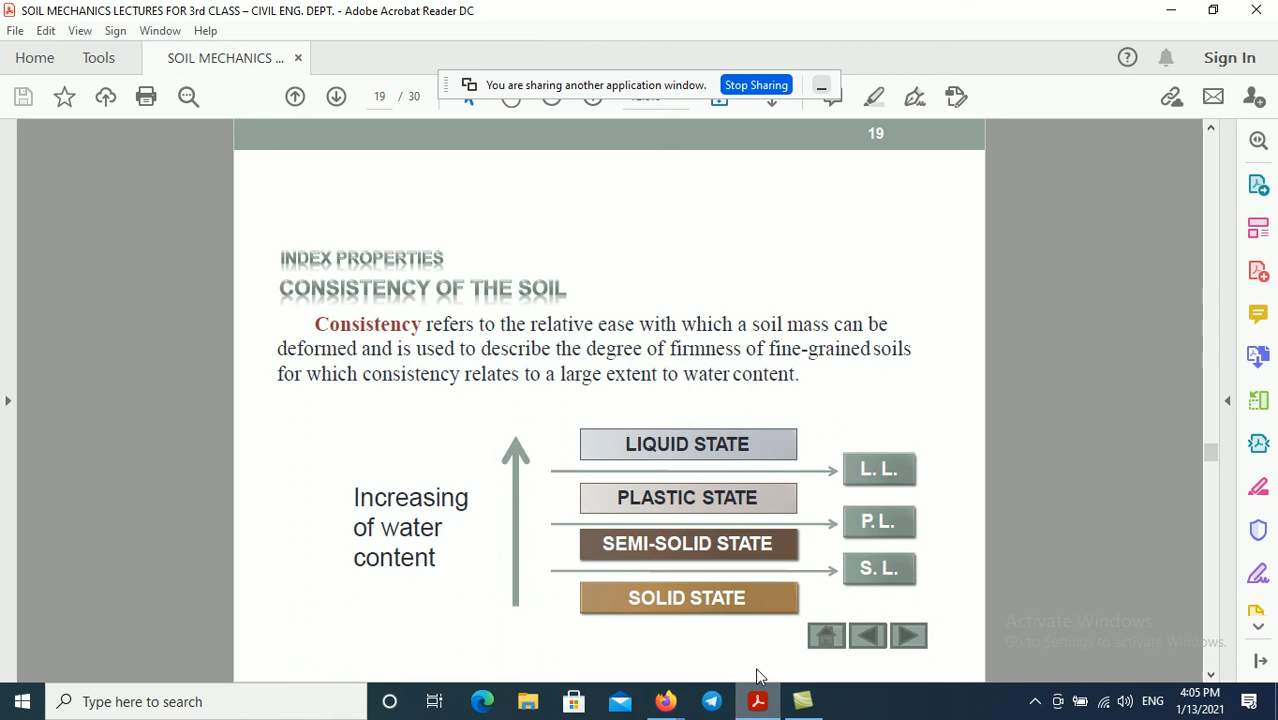 SOIL MECHANICS LECTURES FOR 3rd CLASS – CIVIL ENG. DEPT. - Adobe Acrobat Reader DC
File Edit View Sign Window Help
Home Tools SOIL MECHANICS ... × Sign In
You are sharing another application window. Stop Sharing
19 / 30
19
INDEX PROPERTIES
CONSISTENCY OF THE SOIL
Consistency refers to the relative ease with which a soil mass can be
deformed and is used to describe the degree of firmness of fine-grained soils
for which consistency relates to a large extent to water content.
LIQUID STATE
L. L.
PLASTIC STATE
Increasing
of water
content
P. L.
SEMI-SOLID STATE
S. L.
SOLID STATE
Activate Windows
Go to Settings to activate Windows.
Type here to search
ENG
4:05 PM
1/13/2021